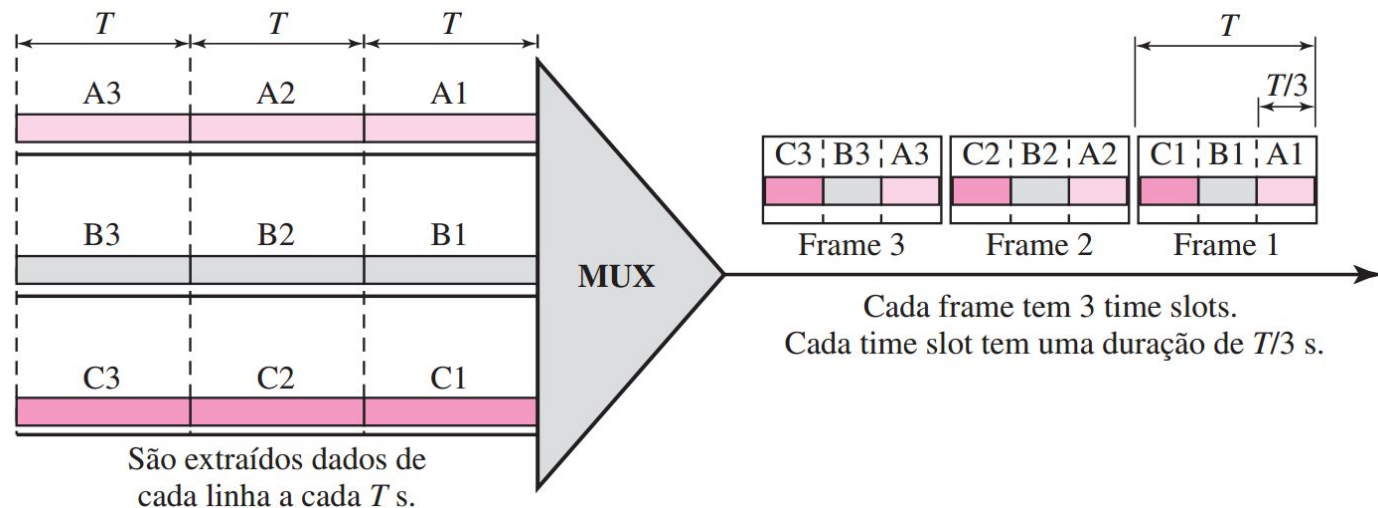 T T T
A3 A2 A1
B3 B2 B1
C3 C2 C1
São extraídos dados de
cada linha a cada T s.
MUX
T
T/3
C3 B3 A3 C2 B2 A2 C1 B1 A1
Frame 3 Frame 2 Frame 1
Cada frame tem 3 time slots.
Cada time slot tem uma duração de T/3 s.